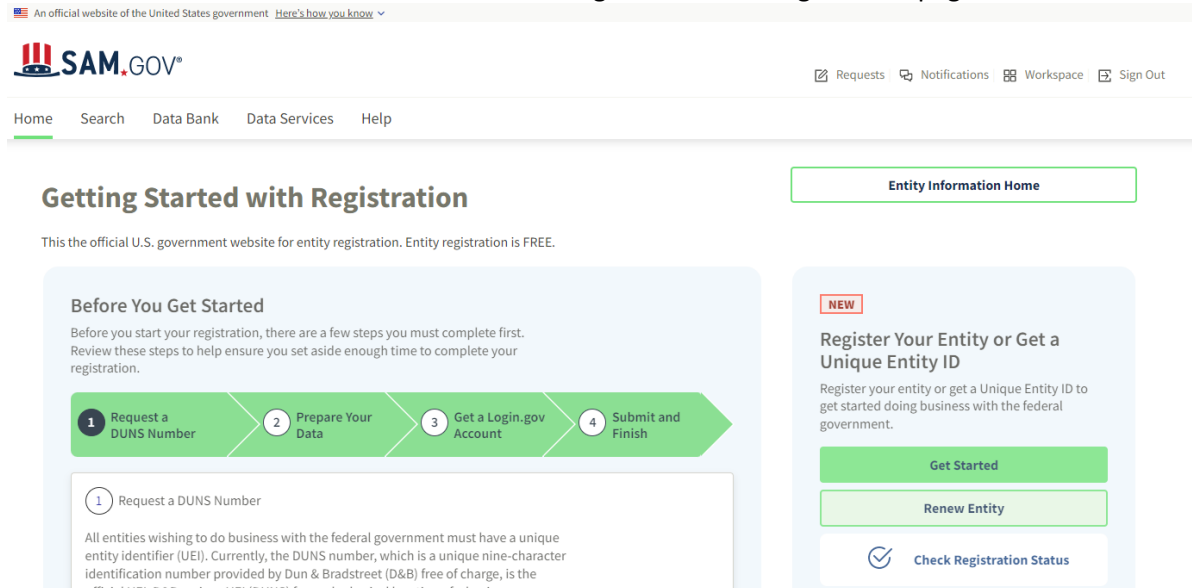 An official website of the United States government Here's how you know
SAM.GOV®
Requests Notifications Workspace Sign Out
Home Search Data Bank Data Services Help
Getting Started with Registration
Entity Information Home
This the official U.S. government website for entity registration. Entity registration is FREE.
Before You Get Started
Before you start your registration, there are a few steps you must complete first.
Review these steps to help ensure you set aside enough time to complete your
registration.
1 Request a
DUNS Number
2 Prepare Your
Data
3 Get a Login.gov
Account
4 Submit and
Finish
1 Request a DUNS Number
All entities wishing to do business with the federal government must have a unique
entity identifier (UEI). Currently, the DUNS number, which is a unique nine-character
identification number provided by Dun & Bradstreet (D&B) free of charge, is the
NEW
Register Your Entity or Get a
Unique Entity ID
Register your entity or get a Unique Entity ID to
get started doing business with the federal
government.
Get Started
Renew Entity
Check Registration Status